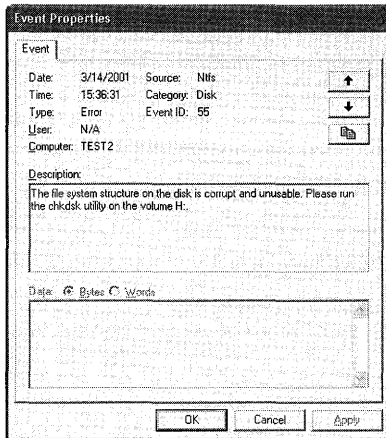 Event Properties
Event
Date: 3/14/2001 Source: Ntfs
Time: 15:36:31 Category: Disk
Type: Error Event ID: 55
User: N/A
Computer: TEST2
Description:
The file system structure on the disk is corrupt and unusable. Please run
the chkdsk utility on the volume H:.
Data: Bytes Words
OK Cancel Apply